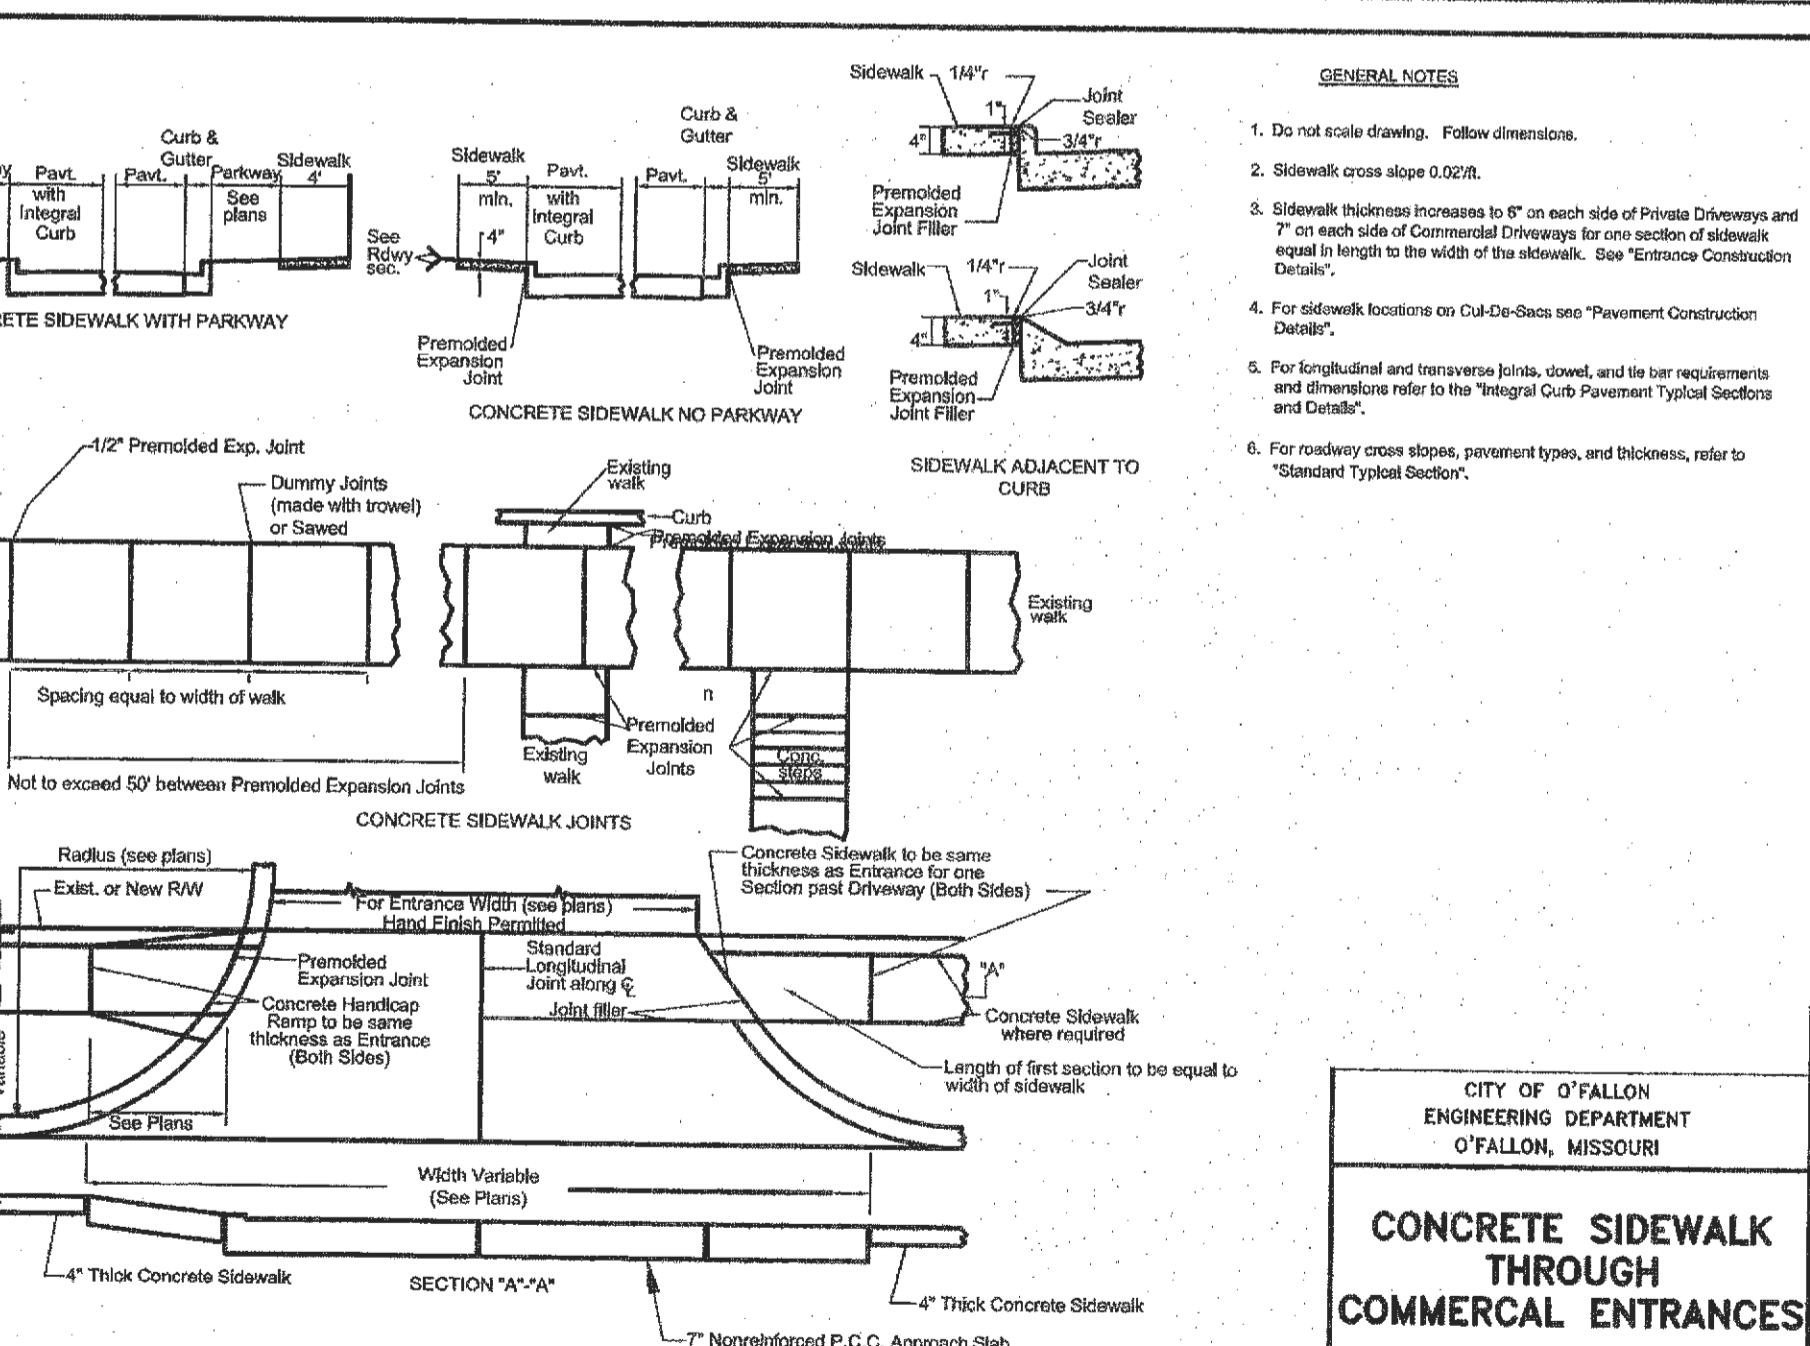 Curb &
Gutter
Pavt.
with
Integral
Curb
Pavt.
Parkway
See
plans
Sidewalk
4'
SIDEWALK WITH PARKWAY
Sidewalk
5'
min.
Pavt.
with
Integral
Curb
Pavt.
Curb &
Gutter
Sidewalk
5'
min.
4"
See
Rdwy
sec.
Premolded
Expansion
Joint
Premolded
Expansion
Joint
CONCRETE SIDEWALK NO PARKWAY
Sidewalk
1/4"r
1"
Joint
Sealer
3/4"r
4"
Premolded
Expansion
Joint Filler
Sidewalk
1/4"r
1"
Joint
Sealer
3/4"r
4"
Premolded
Expansion
Joint Filler
SIDEWALK ADJACENT TO
CURB
GENERAL NOTES
1. Do not scale drawing. Follow dimensions.
2. Sidewalk cross slope 0.02'/ft.
3. Sidewalk thickness increases to 6" on each side of Private Driveways and
7" on each side of Commercial Driveways for one section of sidewalk
equal in length to the width of the sidewalk. See "Entrance Construction
Details".
4. For sidewalk locations on Cul-De-Sacs see "Pavement Construction
Details".
5. For longitudinal and transverse joints, dowel, and tie bar requirements
and dimensions refer to the "Integral Curb Pavement Typical Sections
and Details".
6. For roadway cross slopes, pavement types, and thickness, refer to
"Standard Typical Section".
1/2" Premolded Exp. Joint
Dummy Joints
(made with trowel)
or Sawed
Existing
walk
Curb
Premolded Expansion Joints
Existing
walk
Spacing equal to width of walk
n
Premolded
Expansion
Joints
Existing
walk
Conc.
steps
Not to exceed 50' between Premolded Expansion Joints
CONCRETE SIDEWALK JOINTS
Radius (see plans)
Exist. or New R/W
For Entrance Width (see plans)
Hand Finish Permitted
Concrete Sidewalk to be same
thickness as Entrance for one
Section past Driveway (Both Sides)
Premolded
Expansion Joint
Standard
Longitudinal
Joint along ℄
Joint filler
Concrete Handicap
Ramp to be same
thickness as Entrance
(Both Sides)
"A"
Concrete Sidewalk
where required
Length of first section to be equal to
width of sidewalk
Variable
See Plans
Width Variable
(See Plans)
4" Thick Concrete Sidewalk
SECTION "A"-"A"
4" Thick Concrete Sidewalk
7" Nonreinforced P.C.C. Approach Slab
CITY OF O'FALLON
ENGINEERING DEPARTMENT
O'FALLON, MISSOURI
CONCRETE SIDEWALK
THROUGH
COMMERCAL ENTRANCES